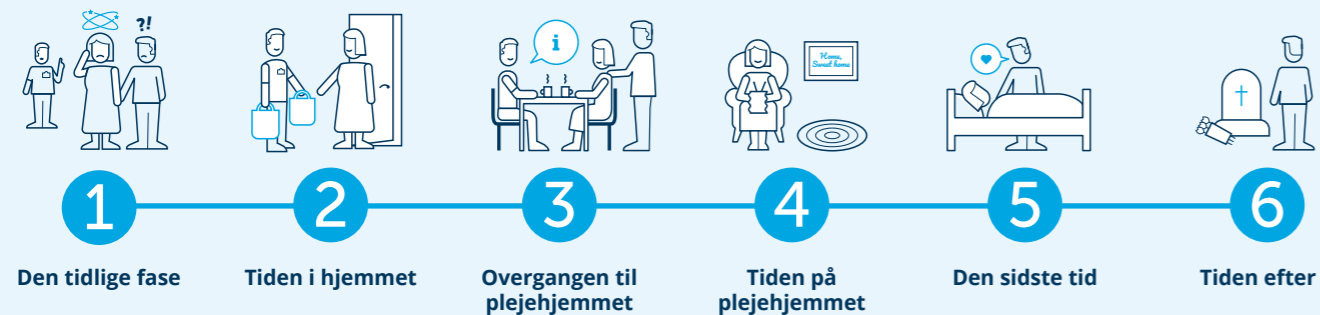 ?!
i
Home,
Sweet home
1
2
3
4
5
6
Den tidlige fase
Tiden i hjemmet
Overgangen til
plejehjemmet
Tiden på
plejehjemmet
Den sidste tid
Tiden efter